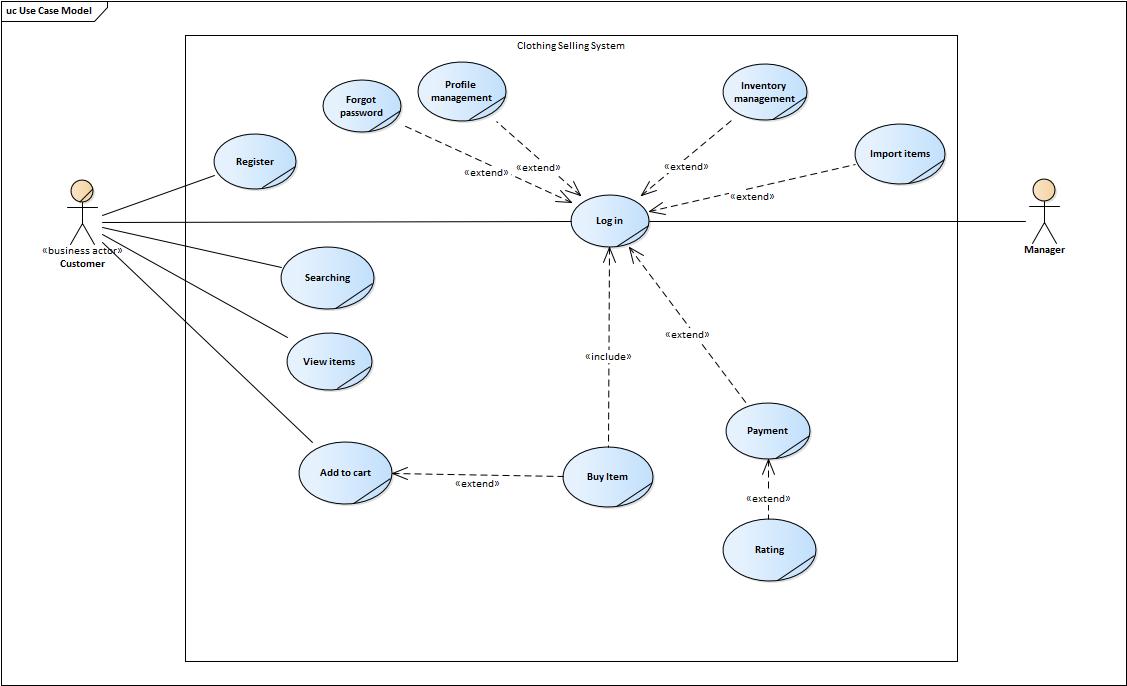 uc Use Case Model
Clothing Selling System
Profile
management
Forgot
password
Inventory
management
Register
Import items
«extend»
«extend»
«extend»
«extend»
Log in
«business actor»
Customer
Manager
Searching
«extend»
«include»
View items
Payment
Add to cart
Buy Item
«extend»
«extend»
Rating